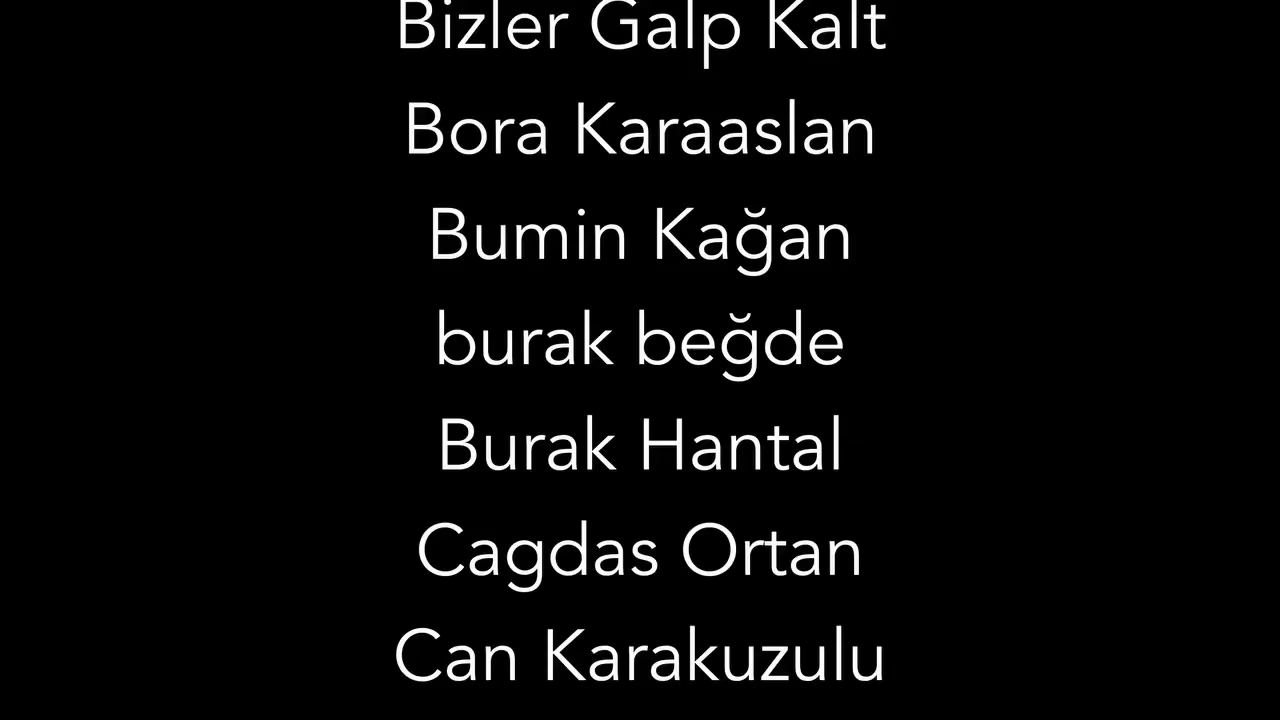 Bizler Galp Kalt
Bora Karaaslan
Bumin Kağan
burak beğde
Burak Hantal
Cagdas Ortan
Can Karakuzulu